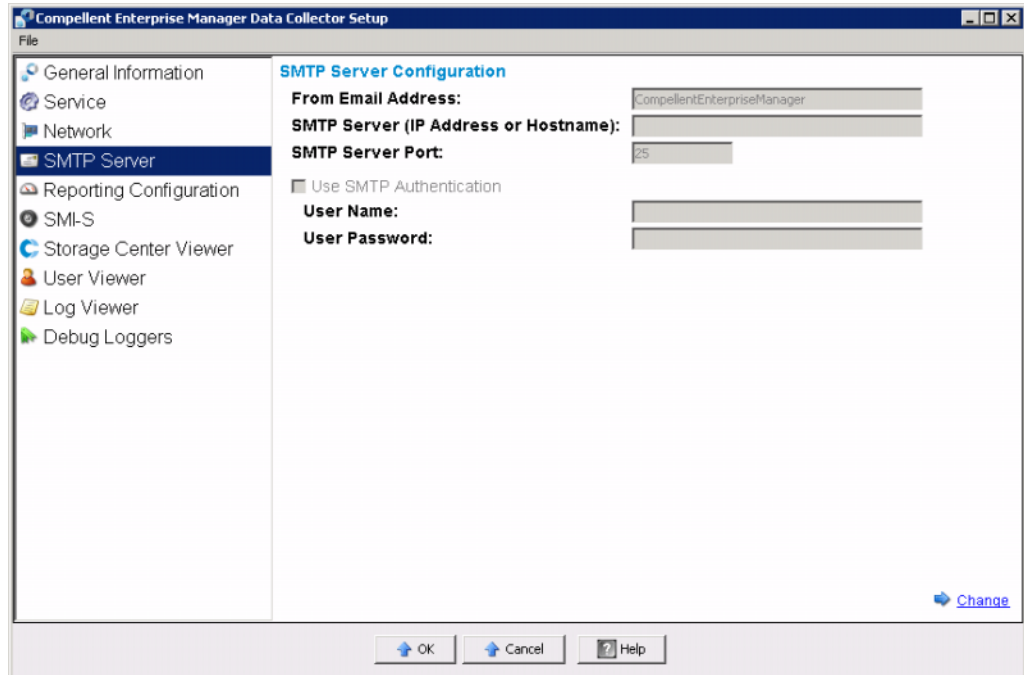 Compellent Enterprise Manager Data Collector Setup
File
General Information
Service
Network
SMTP Server
Reporting Configuration
SMI-S
Storage Center Viewer
User Viewer
Log Viewer
Debug Loggers
SMTP Server Configuration
From Email Address: CompellentEnterpriseManager
SMTP Server (IP Address or Hostname):
SMTP Server Port: 25
Use SMTP Authentication
User Name:
User Password:
Change
OK Cancel ? Help